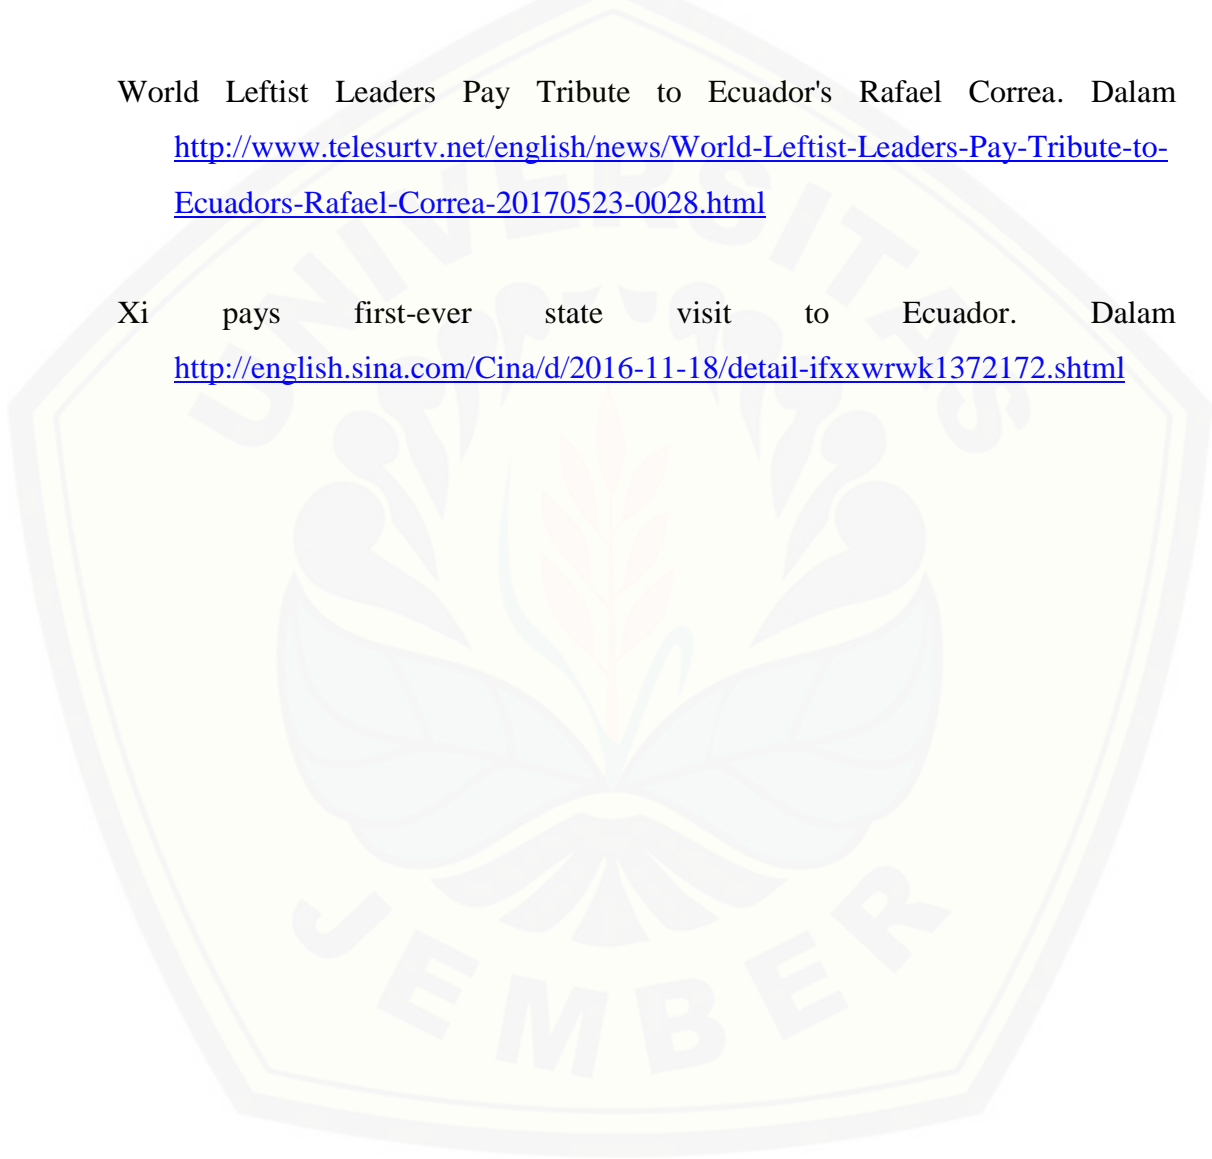 World Leftist Leaders Pay Tribute to Ecuador's Rafael Correa. Dalam
http://www.telesurtv.net/english/news/World-Leftist-Leaders-Pay-Tribute-to-
Ecuadors-Rafael-Correa-20170523-0028.html
Xi pays first-ever state visit to Ecuador. Dalam
http://english.sina.com/Cina/d/2016-11-18/detail-ifxxwrwk1372172.shtml
UNIVERSITAS
JEMBER